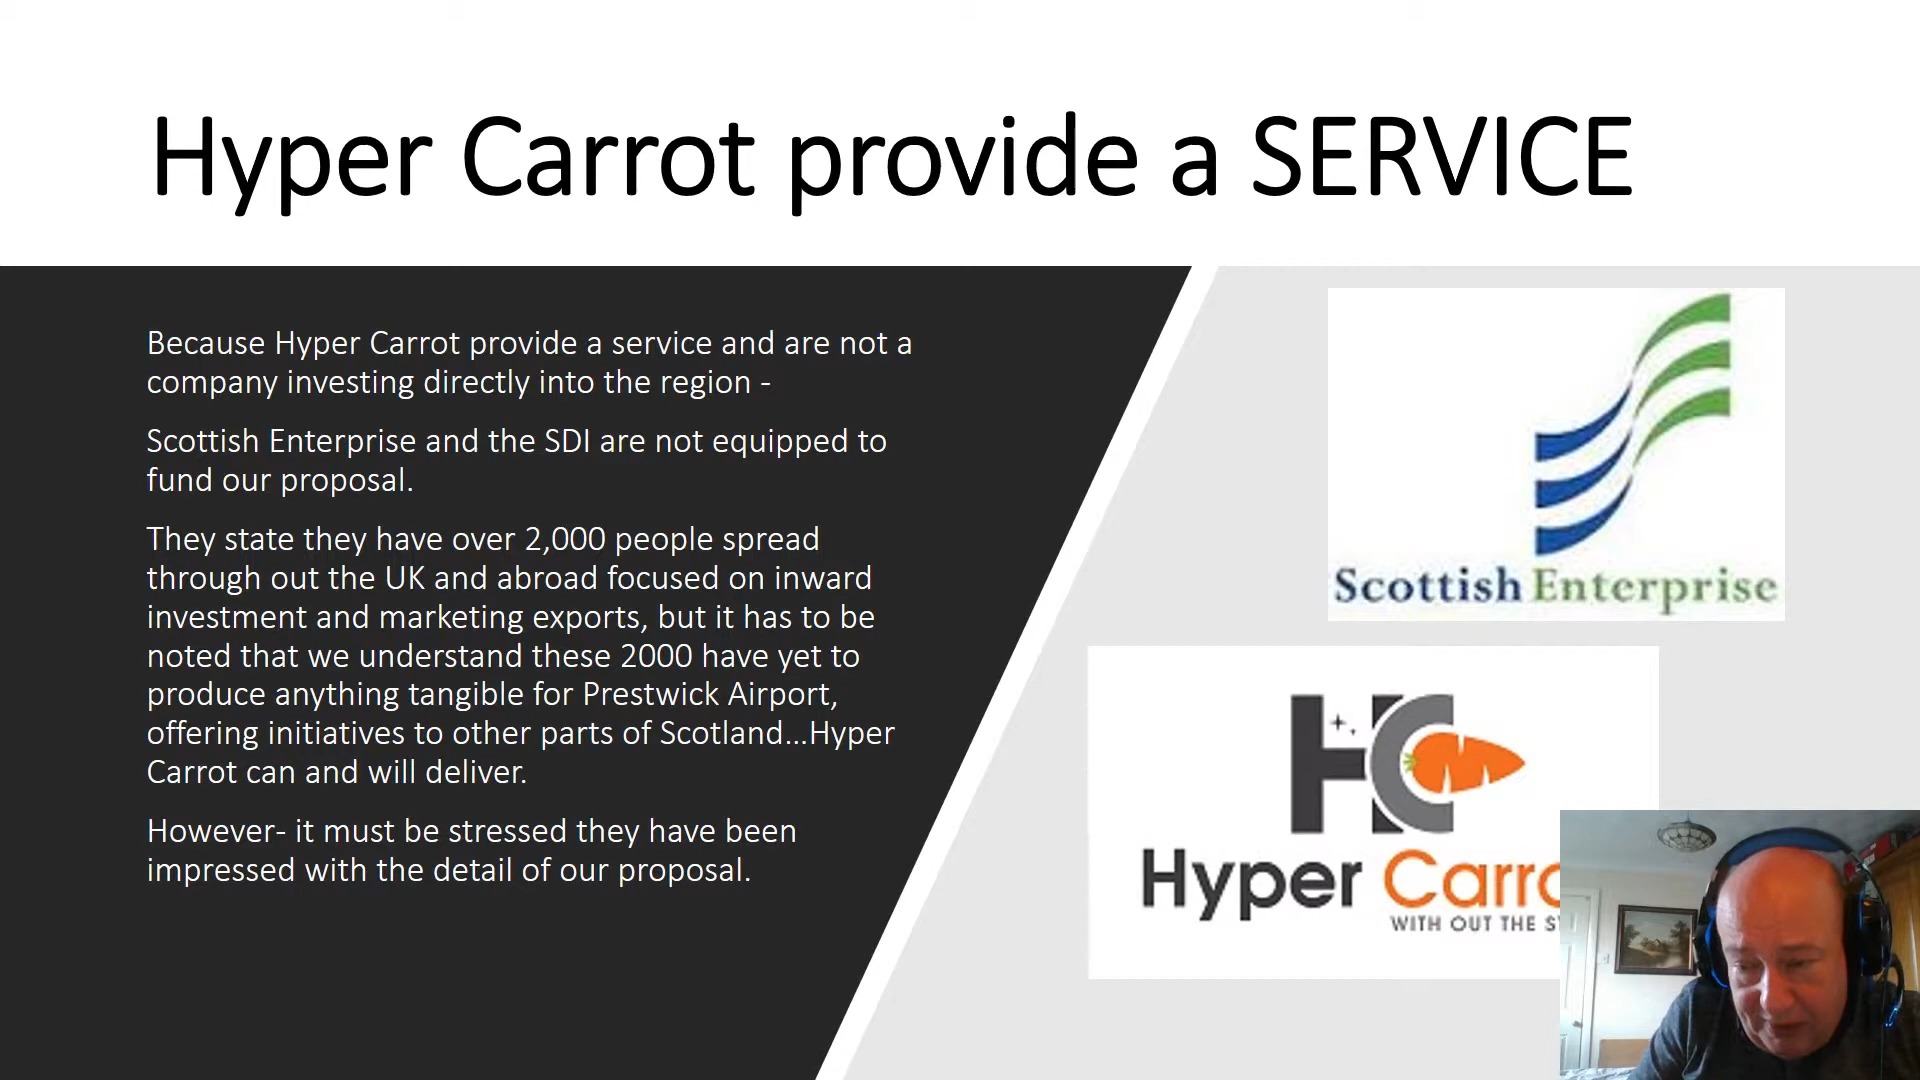 Hyper Carrot provide a SERVICE
Because Hyper Carrot provide a service and are not a
company investing directly into the region -
Scottish Enterprise and the SDI are not equipped to
fund our proposal.
They state they have over 2,000 people spread
through out the UK and abroad focused on inward
investment and marketing exports, but it has to be
noted that we understand these 2000 have yet to
produce anything tangible for Prestwick Airport,
offering initiatives to other parts of Scotland...Hyper
Carrot can and will deliver.
However- it must be stressed they have been
impressed with the detail of our proposal.
Scottish Enterprise
HC
Hyper Carro
WITH OUT THE S